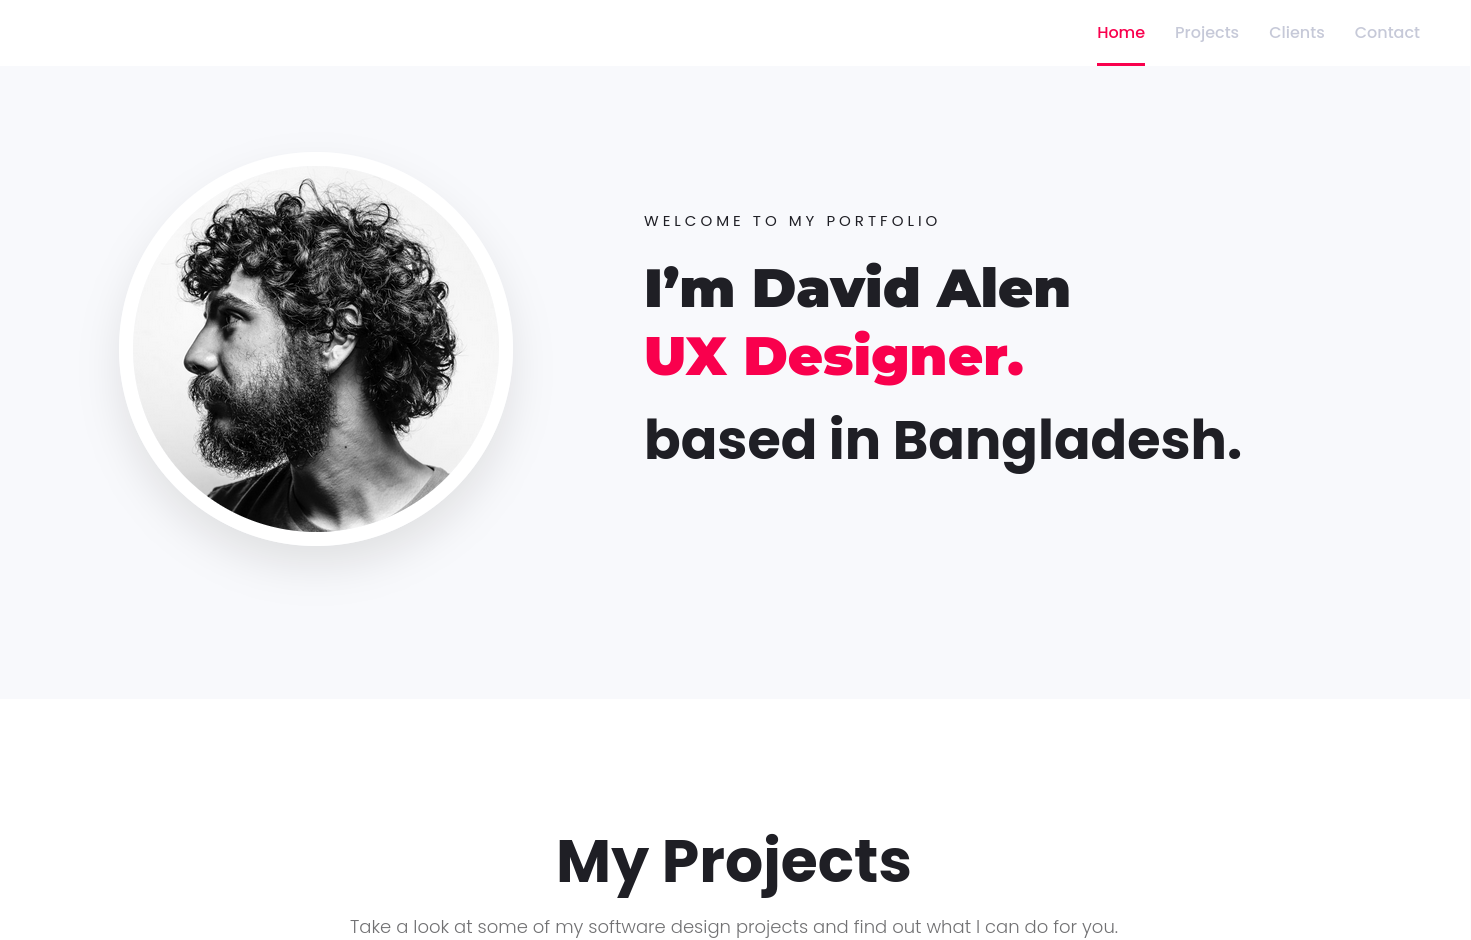 Home Projects Clients Contact
WELCOME TO MY PORTFOLIO
I’m David Alen
UX Designer.
based in Bangladesh.
My Projects
Take a look at some of my software design projects and find out what I can do for you.